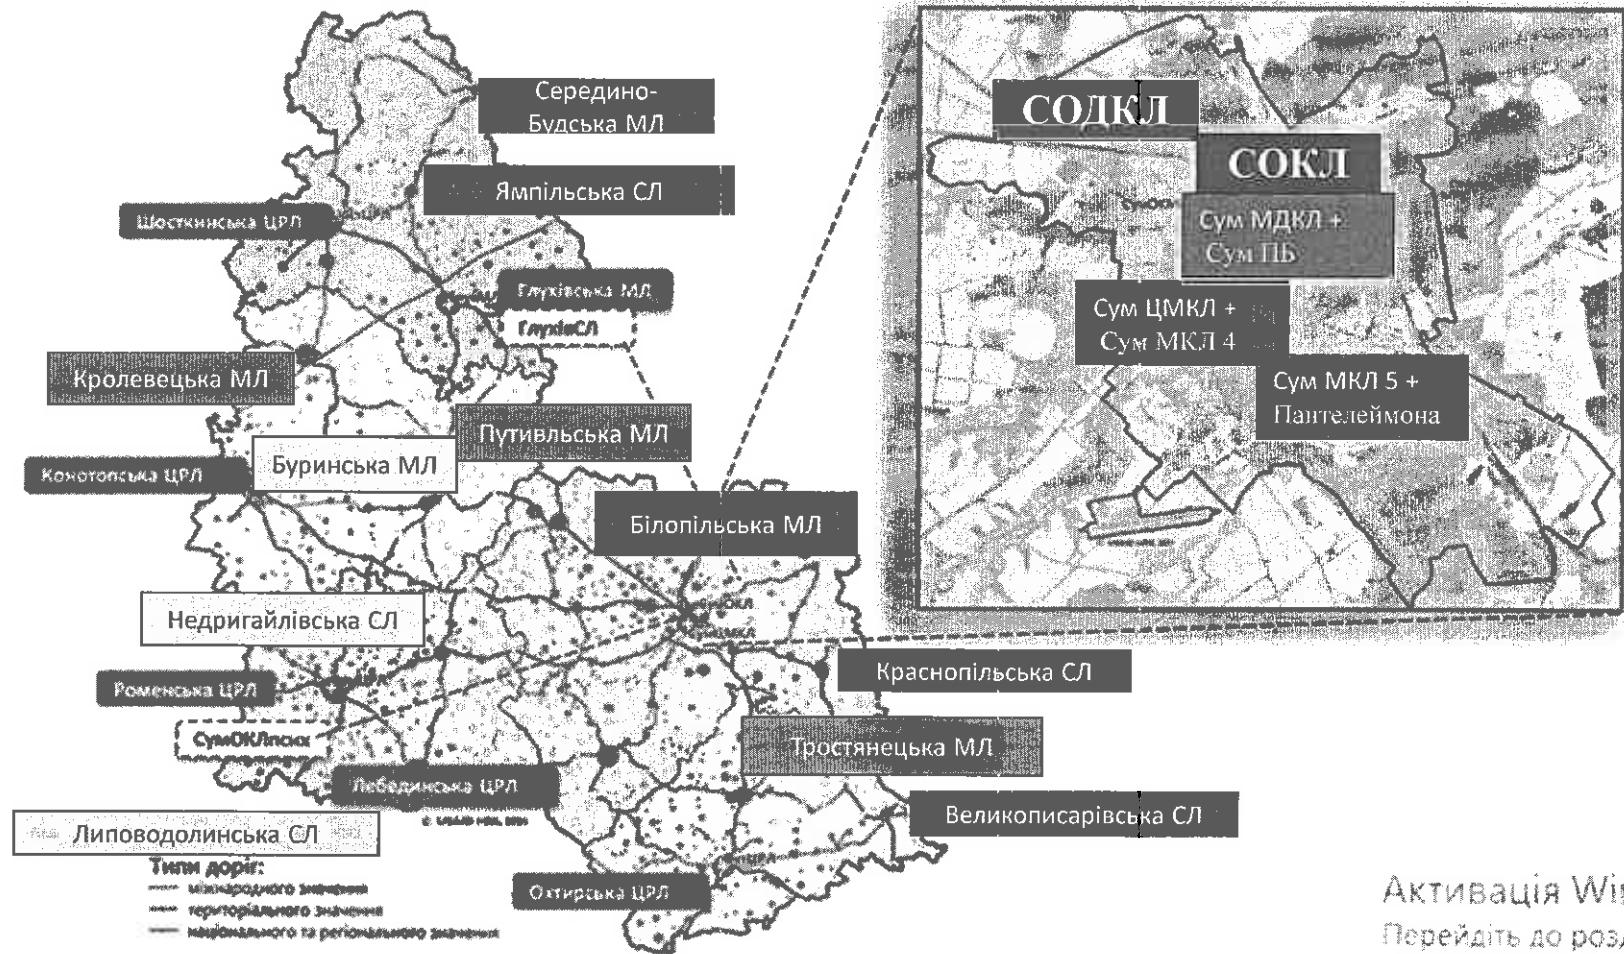 Середино-
Будська МЛ
Ямпільська СЛ
Шосткинська ЦРЛ
Глухівська МЛ
ГлухівСЛ
Кролевецька МЛ
Путивльська МЛ
Буринська МЛ
Конотопська ЦРЛ
Білопільська МЛ
Недригайлівська СЛ
Роменська ЦРЛ
СумОКЛпсих
Краснопільська СЛ
Тростянецька МЛ
Лебединська ЦРЛ
Великописарівська СЛ
Липоводолинська СЛ
Охтирська ЦРЛ
Типи доріг:
міжнародного значення
територіального значення
національного та регіонального значення
СОДКЛ
СОКЛ
Сум МДКЛ +
Сум ПБ
Сум ЦМКЛ +
Сум МКЛ 4
Сум МКЛ 5 +
Пантелеймона
Активація Wi
Перейдіть до розд